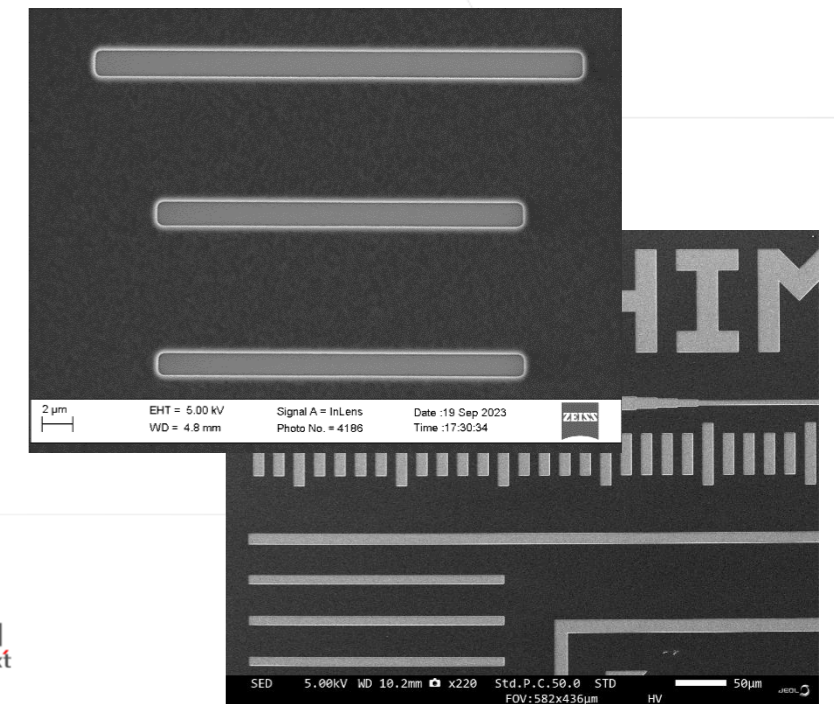 HIM
2 µm
EHT = 5.00 kV Signal A = InLens Date :19 Sep 2023
WD = 4.8 mm Photo No. = 4186 Time :17:30:34
ZEISS
SED 5.00kV WD 10.2mm x220 Std.P.C.50.0 STD 50µm JEOL
FOV:582x436µm HV